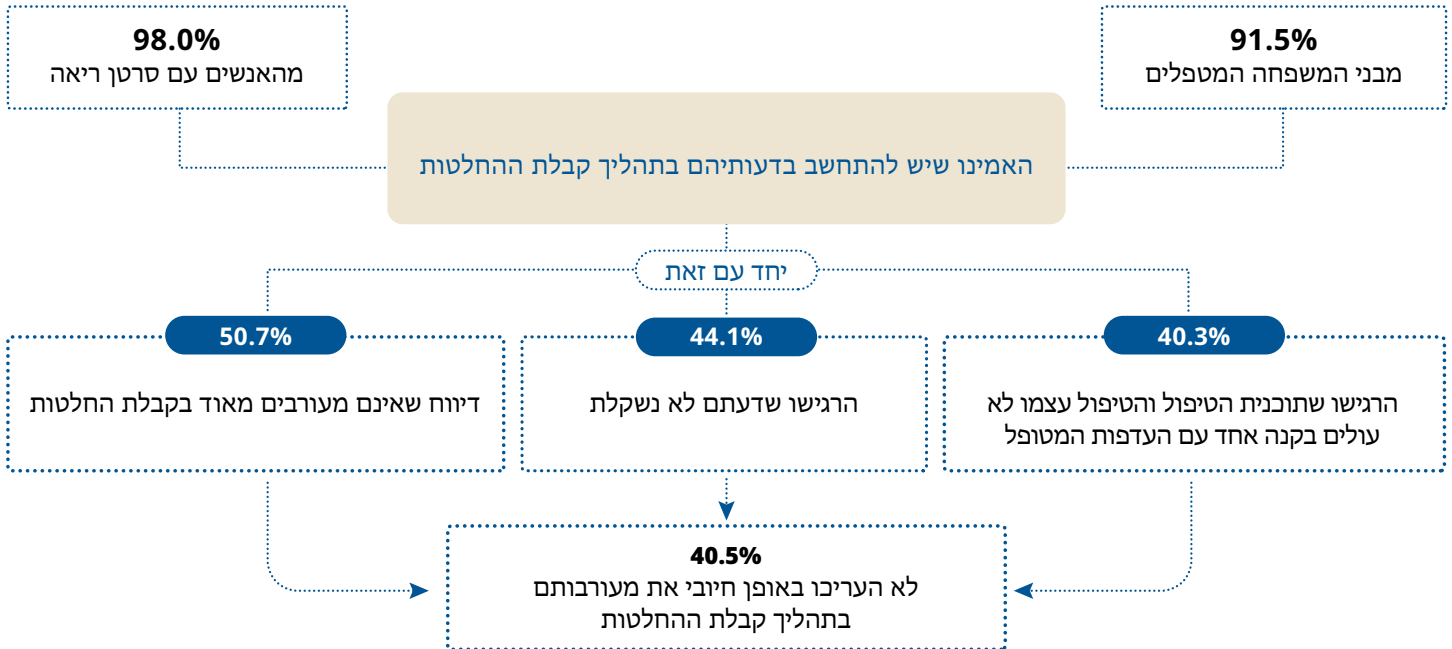 91.5%
מבני המשפחה המטפלים
98.0%
מהאנשים עם סרטן ריאה
האמינו שיש להתחשב בדעותיהם בתהליך קבלת ההחלטות
יחד עם זאת
40.3%
הרגישו שתוכנית הטיפול והטיפול עצמו לא
עולים בקנה אחד עם העדפות המטופל
44.1%
הרגישו שדעתם לא נשקלת
50.7%
דיווח שאינם מעורבים מאוד בקבלת החלטות
40.5%
לא העריכו באופן חיובי את מעורבותם
בתהליך קבלת ההחלטות